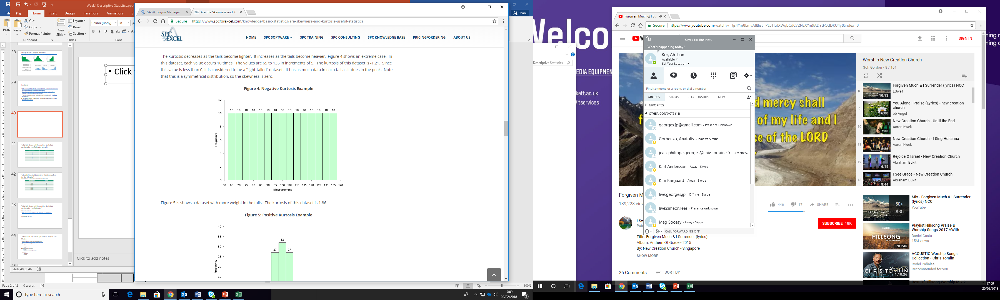 Week4 Descriptive Statistics.pptx
File
Home
Insert
Design
Transitions
Animations
Paste
Cut
Copy
Format Painter
Clipboard
New
Slide
Layout
Reset
Section
Slides
Calibri (Body)
28
Font
Share
38
Histogram and Boxplot Skewness
39
Kurtosis
40
41
Tutorials (Conduct Descriptive Statistics
Analysis for the following sample)
42
Tutorials (Conduct Descriptive Statistics Analysis
for the following)
43
Tutorials (Conduct Descriptive Statistics
Analysis for the following)
44
Tutorial for this week (Use Excel and/or SAS
Studio)
45
• Click
Click to add notes
Slide 40 of 46
Page 2 of 2 0 words
100%
SAS® Logon Manager
Are the Skewness and Ku
Secure https://www.spcforexcel.com/knowledge/basic-statistics/are-skewness-and-kurtosis-useful-statistics
SPC
EXCEL
HOME SPC SOFTWARE SPC TRAINING SPC CONSULTING SPC KNOWLEDGE BASE PRICING/ORDERING ABOUT US
The kurtosis decreases as the tails become lighter. It increases as the tails become heavier. Figure 4 shows an extreme case. In
this dataset, each value occurs 10 times. The values are 65 to 135 in increments of 5. The kurtosis of this dataset is -1.21. Since
this value is less than 0, it is considered to be a "light-tailed" dataset. It has as much data in each tail as it does in the peak. Note
that this is a symmetrical distribution, so the skewness is zero.
Figure 4: Negative Kurtosis Example
12
10 10 10 10 10 10 10 10 10 10 10 10 10 10 10
10
8
6
4
2
0
Frequency
60 65 70 75 80 85 90 95 100 105 110 115 120 125 130 135 140
Measurement
Figure 5 is shows a dataset with more weight in the tails. The kurtosis of this dataset is 1.86.
Figure 5: Positive Kurtosis Example
40
35
32
30
27 27
25
20
15
Frequency
Type here to search
17:09
20/02/2018
2
Welco
Descriptive Statistics
EDIA EQUIPMEN
kett.ac.uk
/itservices
Forgiven Much & I Su
Secure https://www.youtube.com/watch?v=Jjs4Ym8EmvA&list=PL8TIuJXWqbCdC72NzXYm9ADYtFOdDKU4y&index=8
SIGN IN
Skype for Business
What's happening today?
Kor, Ah-Lian
Available
Set Your Location
Find someone or a room, or dial a number
GROUPS STATUS RELATIONSHIPS NEW
FAVORITES
OTHER CONTACTS (11)
georges.jp@gmail.com - Presence unknown
Gorbenko, Anatoliy - Inactive 5 mins
jean-philippe.georges@univ-lorraine.fr - Presence...
Karl Andersson - Away - Skype
Kim Kargaard - Away - Skype
live:georges.jp - Offline - Skype
live:simeon.lees - Presence unknown
Meg Soosay - Away - Skype
CALL FORWARDING OFF
d mercy shall
of my life and I
se of the LORD
Forgiven M
139,228 view
446 17 SHARE
LSw
Pub
SUBSCRIBE 18K
Title: Forgiven Much & I Surrender (lyrics)
Album: Anthem Of Grace - 2015
By: New Creation Church - Singapore
SHOW MORE
26 Comments SORT BY
Worship New Creation Church
Goh Gordon - 8 / 101
Forgiven Much & I Surrender (lyrics) NCC
LSwe1
10:13
9
You Alone I Praise (Lyrics) - new creation
church
bb Angel
6:00
10
New Creation Church - Until the End
Aaron Kwek
7:33
11
New Creation Church - I Sing Hosanna
Aaron Kwek
5:56
12
Rejoice O Israel - New Creation Church
Abraham Bukit
6:15
13
I See Grace - New Creation Church
Abraham Bukit
8:44
Mix - Forgiven Much & I Surrender
(lyrics) NCC
YouTube
50+
Playlist Hillsong Praise &
Worship Songs 2017 //With
Daniel Costa
15M views
HILLSONG
1:01:45
ACOUSTIC Worship Songs
Collection - Chris Tomlin
Rodel Pañales
Recommended for you
acoustic
CHRIS TOMLIN
1:10:26
Best Of Hillsong Worship Mix 2
17:09
20/02/2018